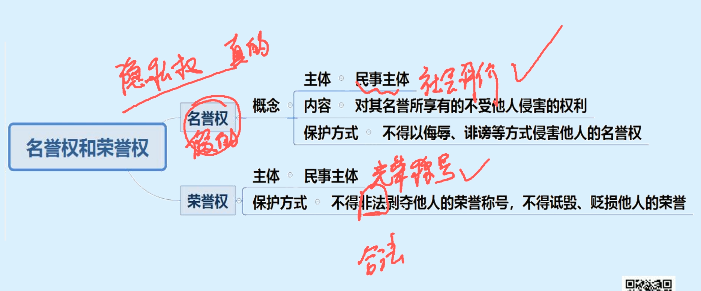 隐私权 真的
主体 民事主体 社会评价
概念 内容 对其名誉所享有的不受他人侵害的权利
名誉权
假的
保护方式 不得以侮辱、诽谤等方式侵害他人的名誉权
名誉权和荣誉权
光荣称号
主体 民事主体
荣誉权
保护方式 不得非法剥夺他人的荣誉称号，不得诋毁、贬损他人的荣誉
合法